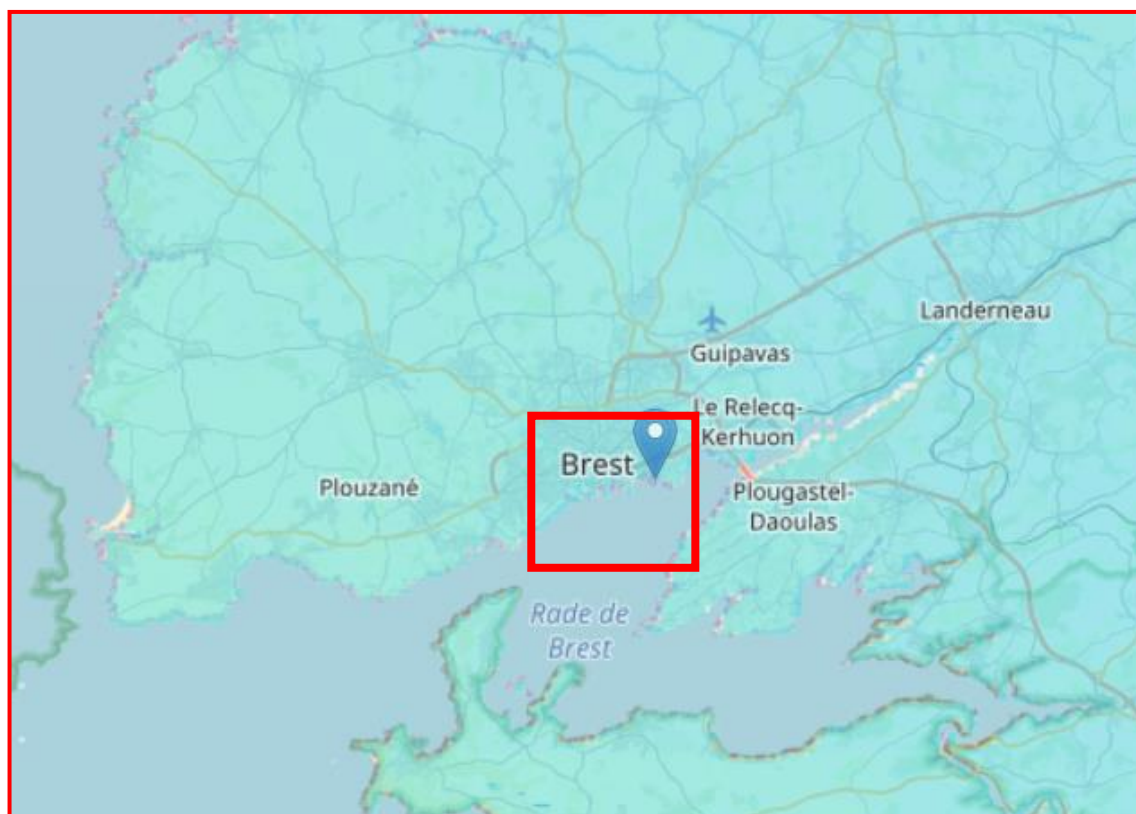 Landerneau
Guipavas
Le Relecq-
Kerhuon
Brest
Plouzané
Plougastel-
Daoulas
Rade de
Brest